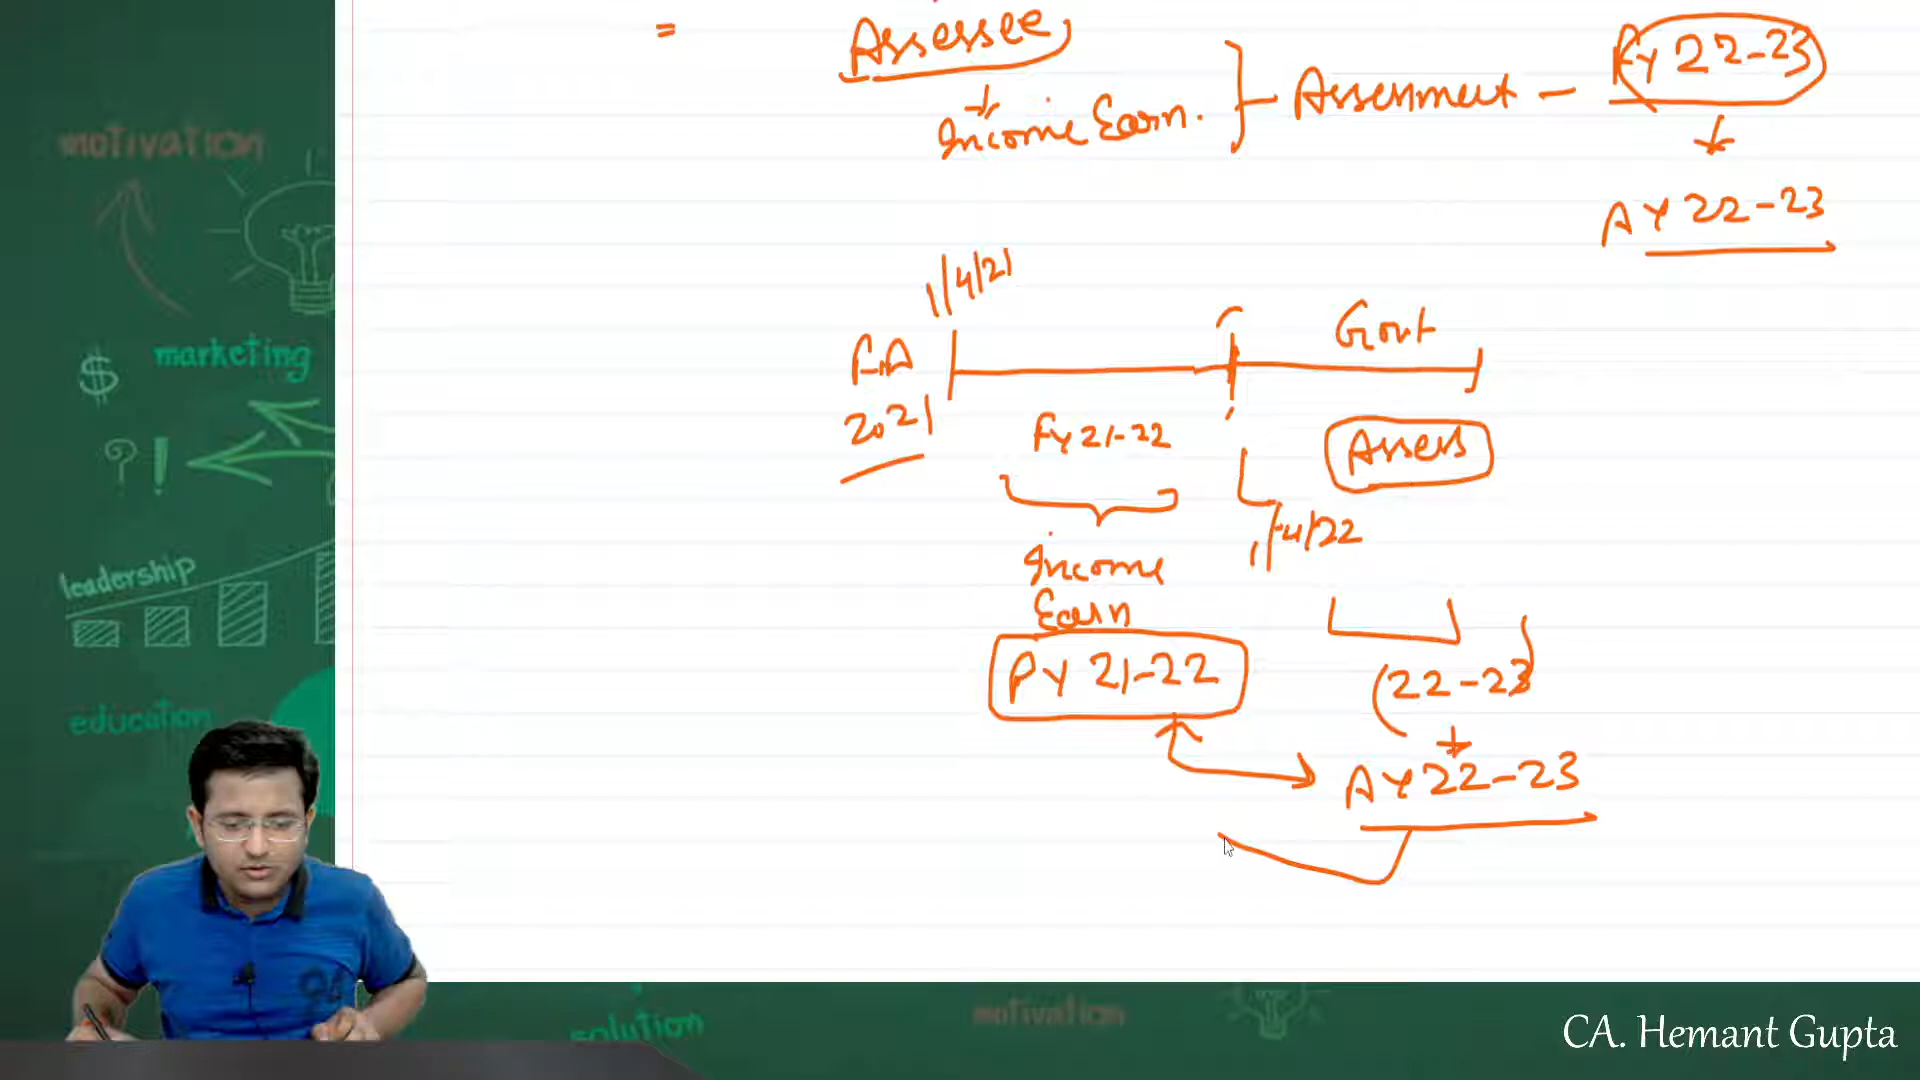 = Assessee
Income Earn. } - Assessment - FY 22-23
AY 22-23
1/4/21
F.A
2021
Govt
FY 21-22
Assess
1/4/22
Income
Earn
PY 21-22
(22-23)
AY 22-23
motivation
$ marketing
? !
leadership
education
solution
motivation
CA. Hemant Gupta